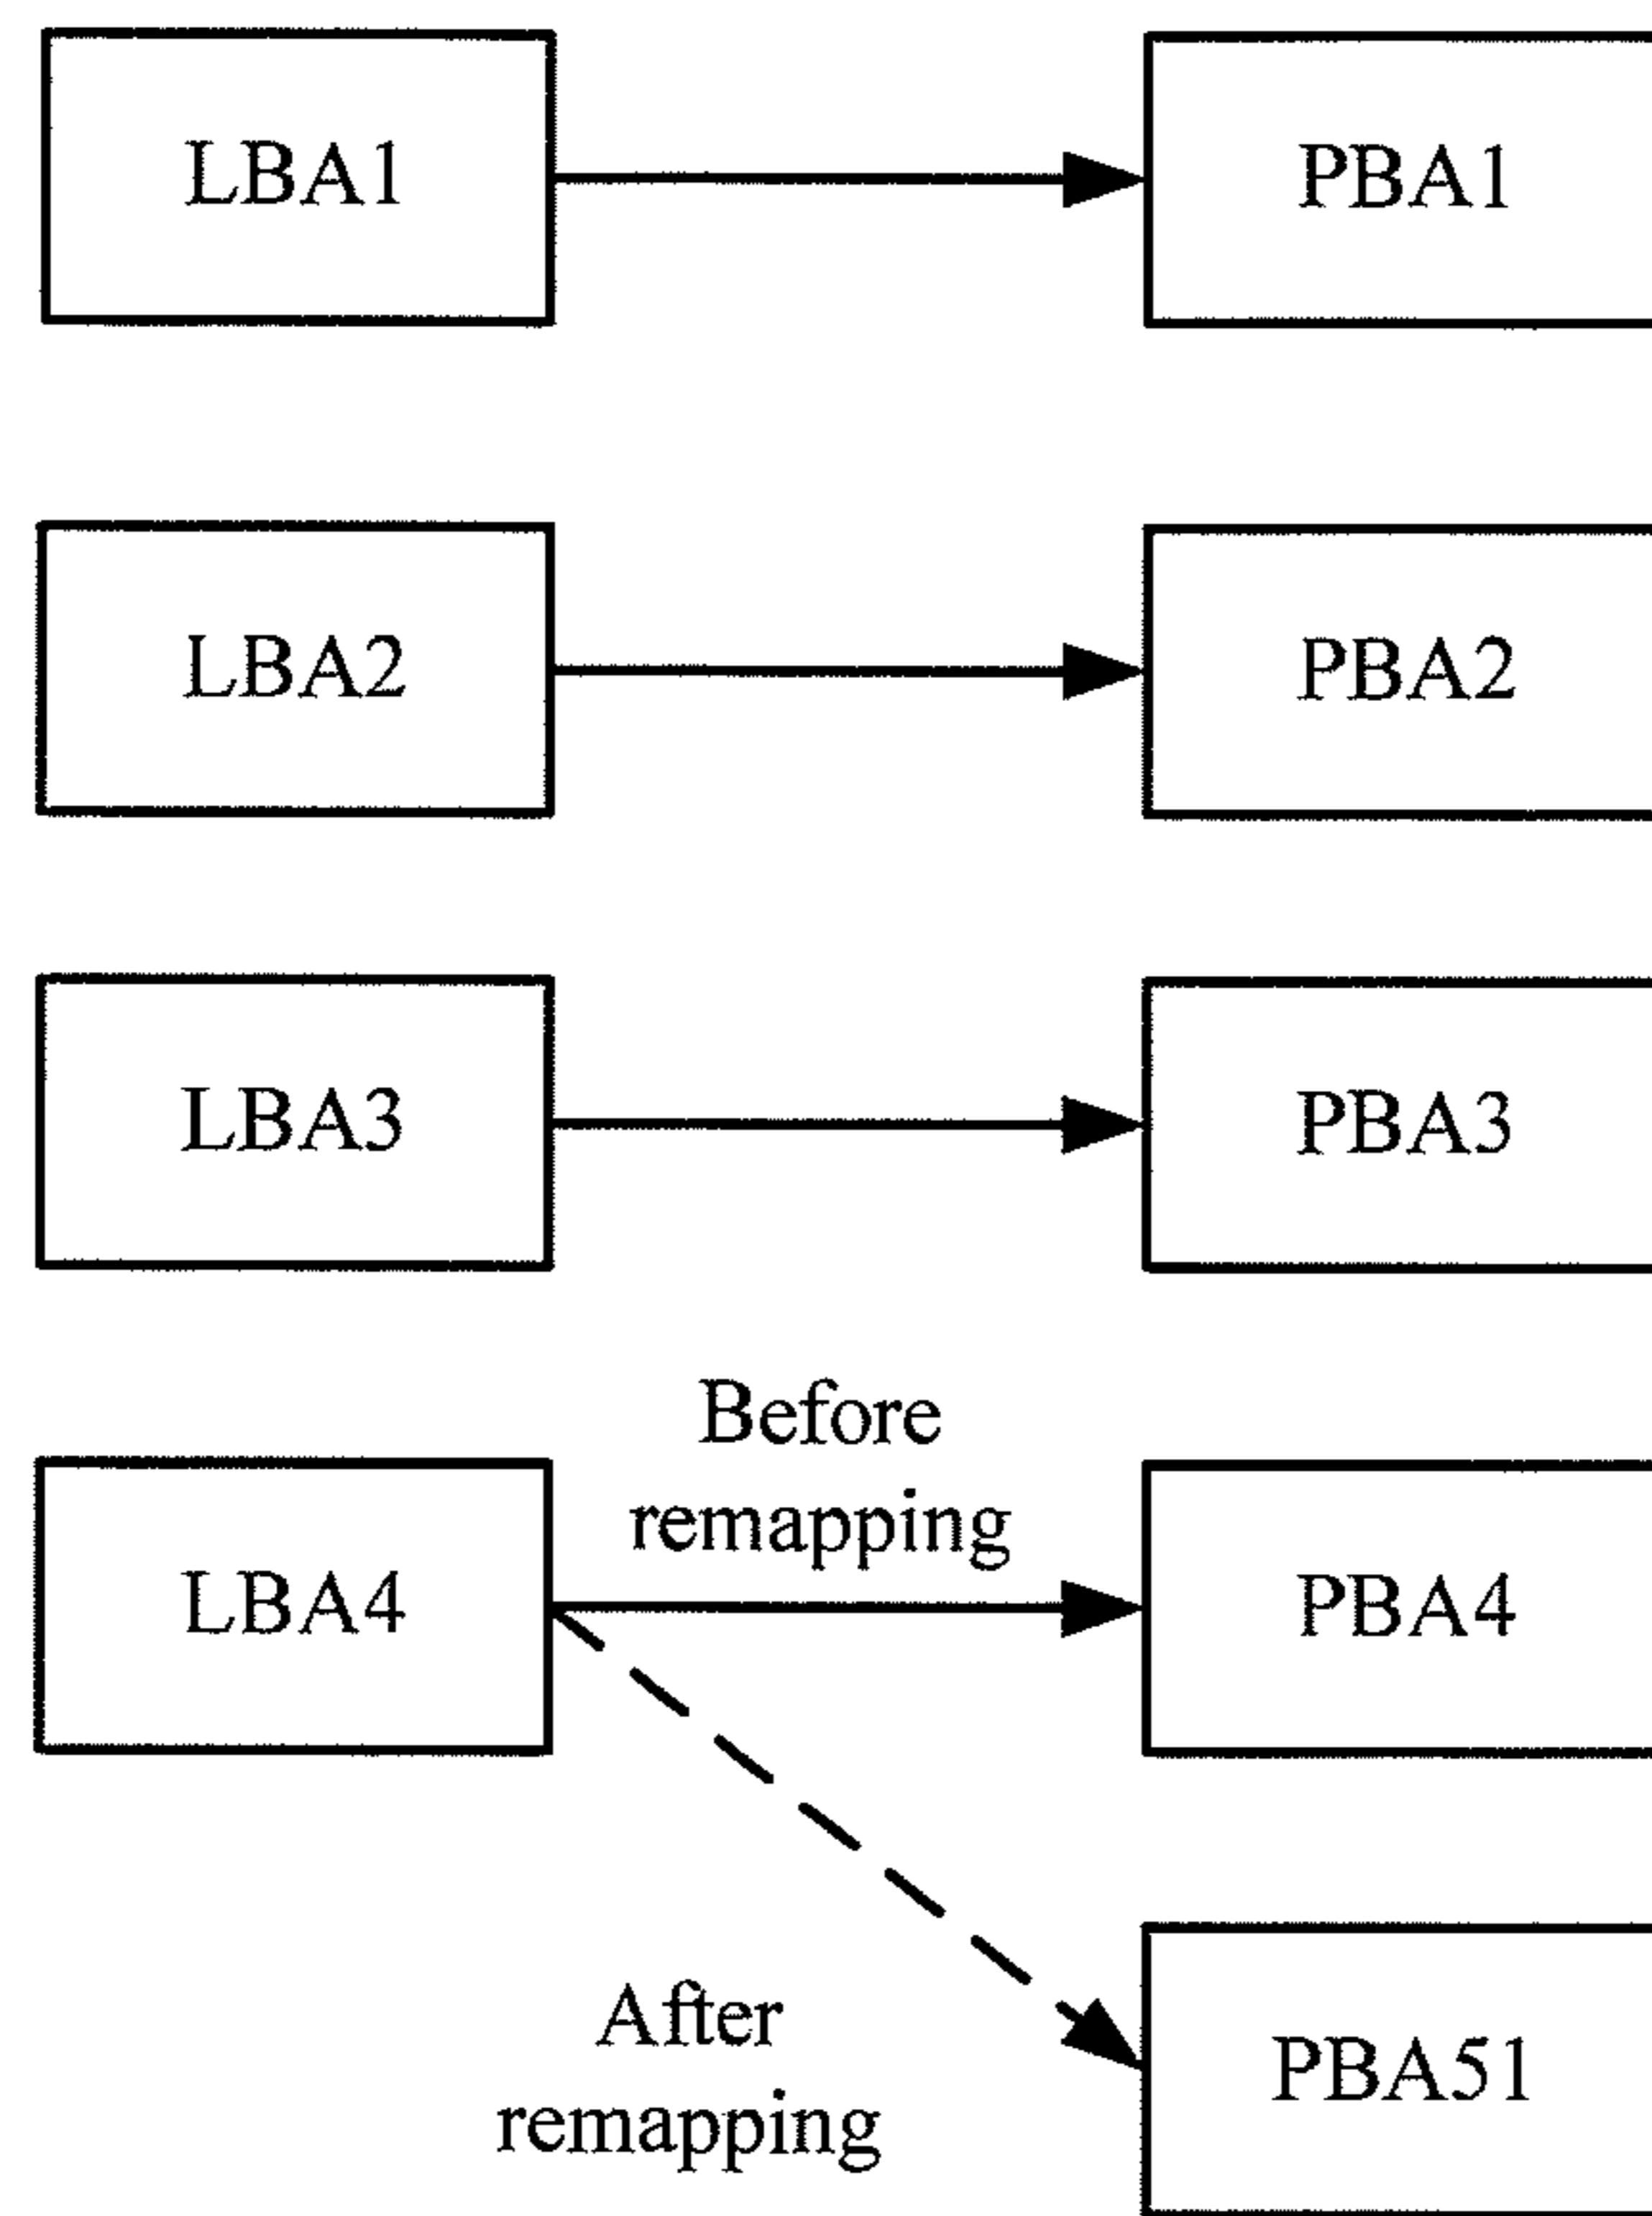 LBA1
PBA1
LBA2
PBA2
LBA3
PBA3
Before
remapping
LBA4
PBA4
After
remapping
PBA51